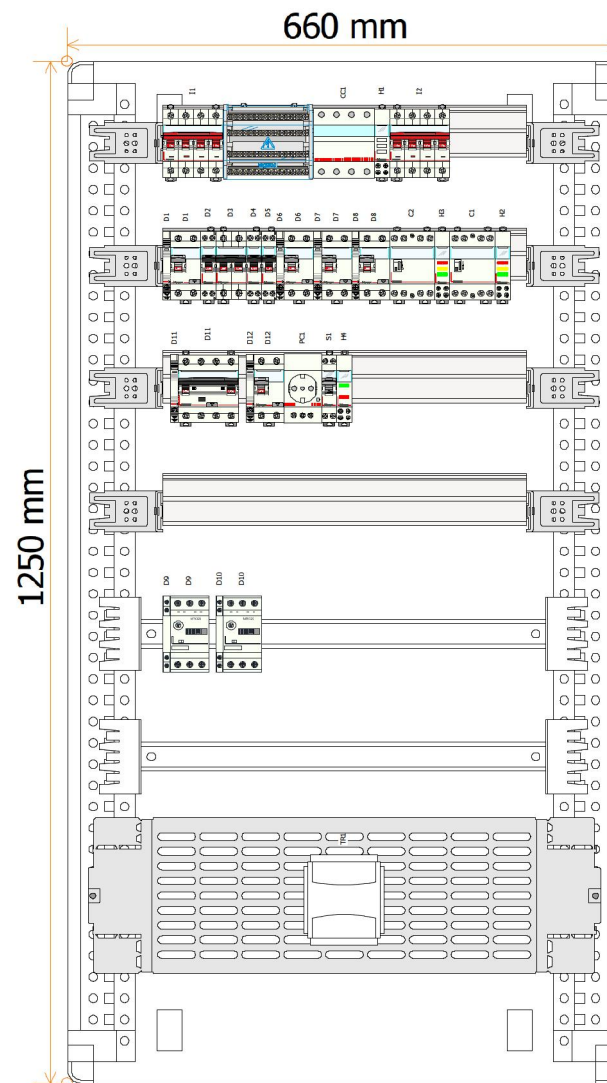 660 mm
1250 mm
I1 CC1 H1 I2
D1 D1 D2 D3 D4 D5 D6 D6 D7 D7 D8 D8 C2 H3 C1 H2
D11 D11 D12 D12 PC1 S1 H4
D9 D9 D10 D10
TR1